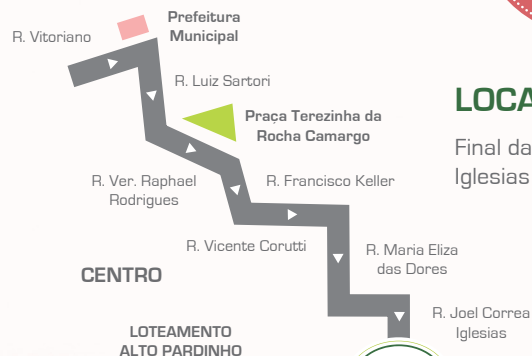 Prefeitura
Municipal
R. Vitoriano
R. Luiz Sartori
LOCA
Praça Terezinha da
Rocha Camargo
Final da
Iglesias
R. Ver. Raphael
Rodrigues
R. Francisco Keller
R. Vicente Corutti
R. Maria Eliza
das Dores
CENTRO
R. Joel Correa
Iglesias
LOTEAMENTO
ALTO PARDINHO